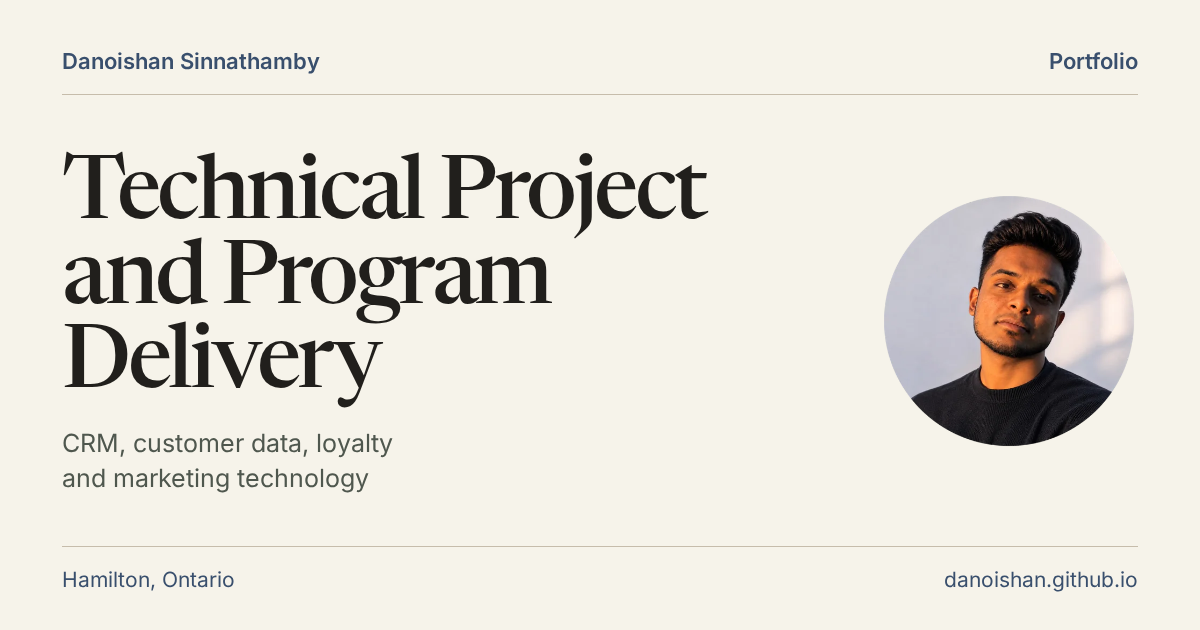 Danoishan Sinnathamby
Portfolio
Technical Project
and Program
Delivery
CRM, customer data, loyalty
and marketing technology
Hamilton, Ontario
danoishan.github.io